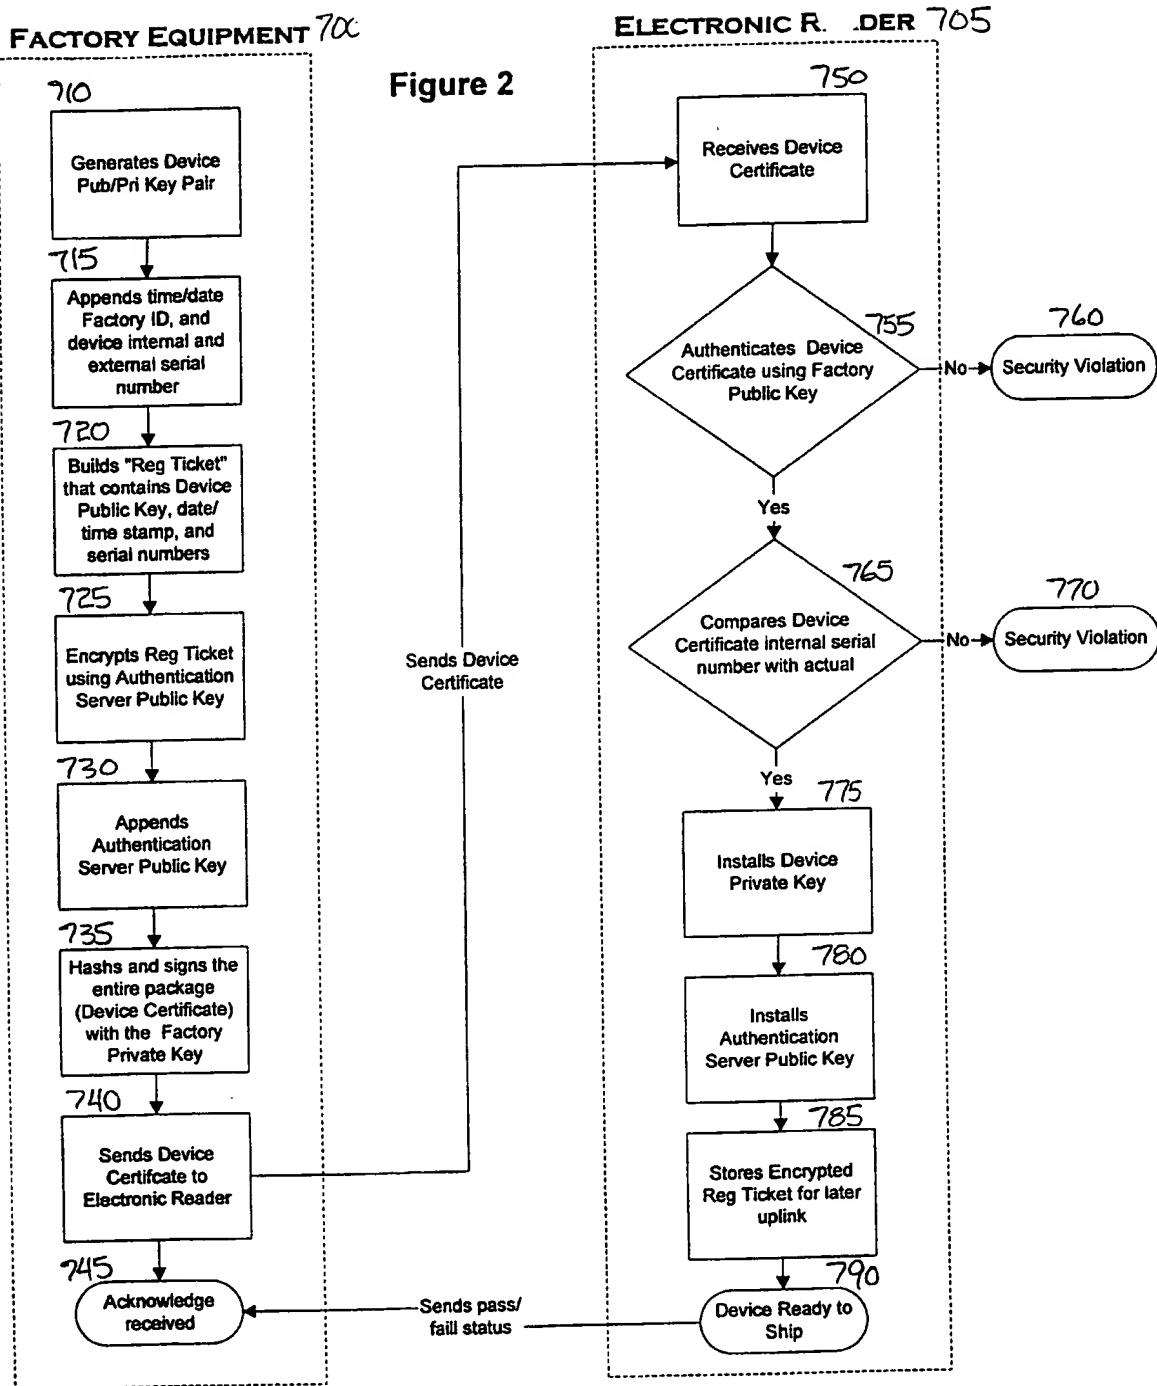 FACTORY EQUIPMENT 700
ELECTRONIC R. .DER 705
Figure 2
710
Generates Device
Pub/Pri Key Pair
715
Appends time/date
Factory ID, and
device internal and
external serial
number
720
Builds "Reg Ticket"
that contains Device
Public Key, date/
time stamp, and
serial numbers
725
Encrypts Reg Ticket
using Authentication
Server Public Key
730
Appends
Authentication
Server Public Key
735
Hashs and signs the
entire package
(Device Certificate)
with the Factory
Private Key
740
Sends Device
Certifcate to
Electronic Reader
745
Acknowledge
received
Sends Device
Certificate
Sends pass/
faill status
750
Receives Device
Certificate
755
Authenticates Device
Certificate using Factory
Public Key
No
760
Security Violation
Yes
765
Compares Device
Certificate internal serial
number with actual
No
770
Security Violation
Yes
775
Installs Device
Private Key
780
Installs
Authentication
Server Public Key
785
Stores Encrypted
Reg Ticket for later
uplink
790
Device Ready to
Ship